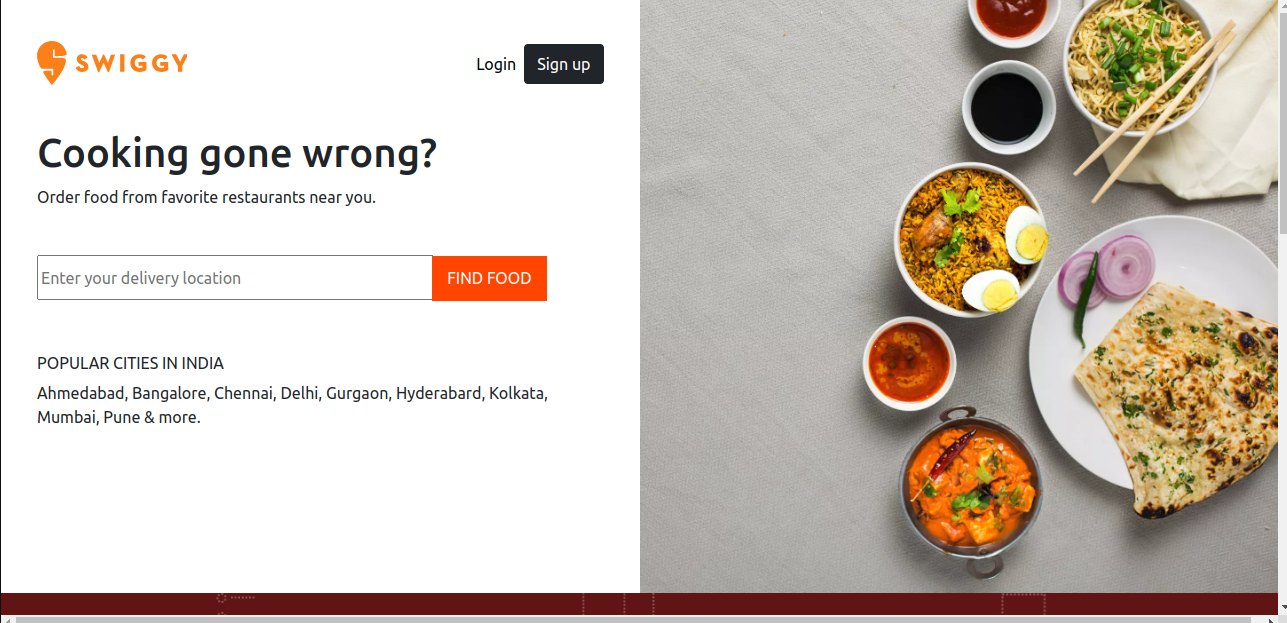 SWIGGY
Login
Sign up
Cooking gone wrong?
Order food from favorite restaurants near you.
Enter your delivery location
FIND FOOD
POPULAR CITIES IN INDIA
Ahmedabad, Bangalore, Chennai, Delhi, Gurgaon, Hyderabard, Kolkata,
Mumbai, Pune & more.